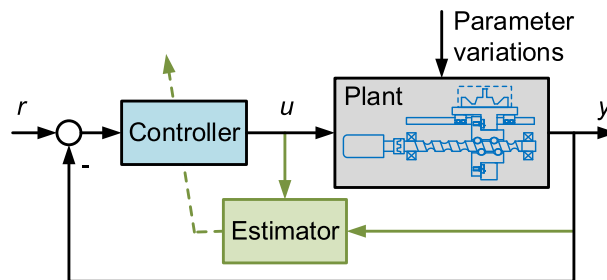 Parameter
variations
r
Controller
u
Plant
y
-
Estimator